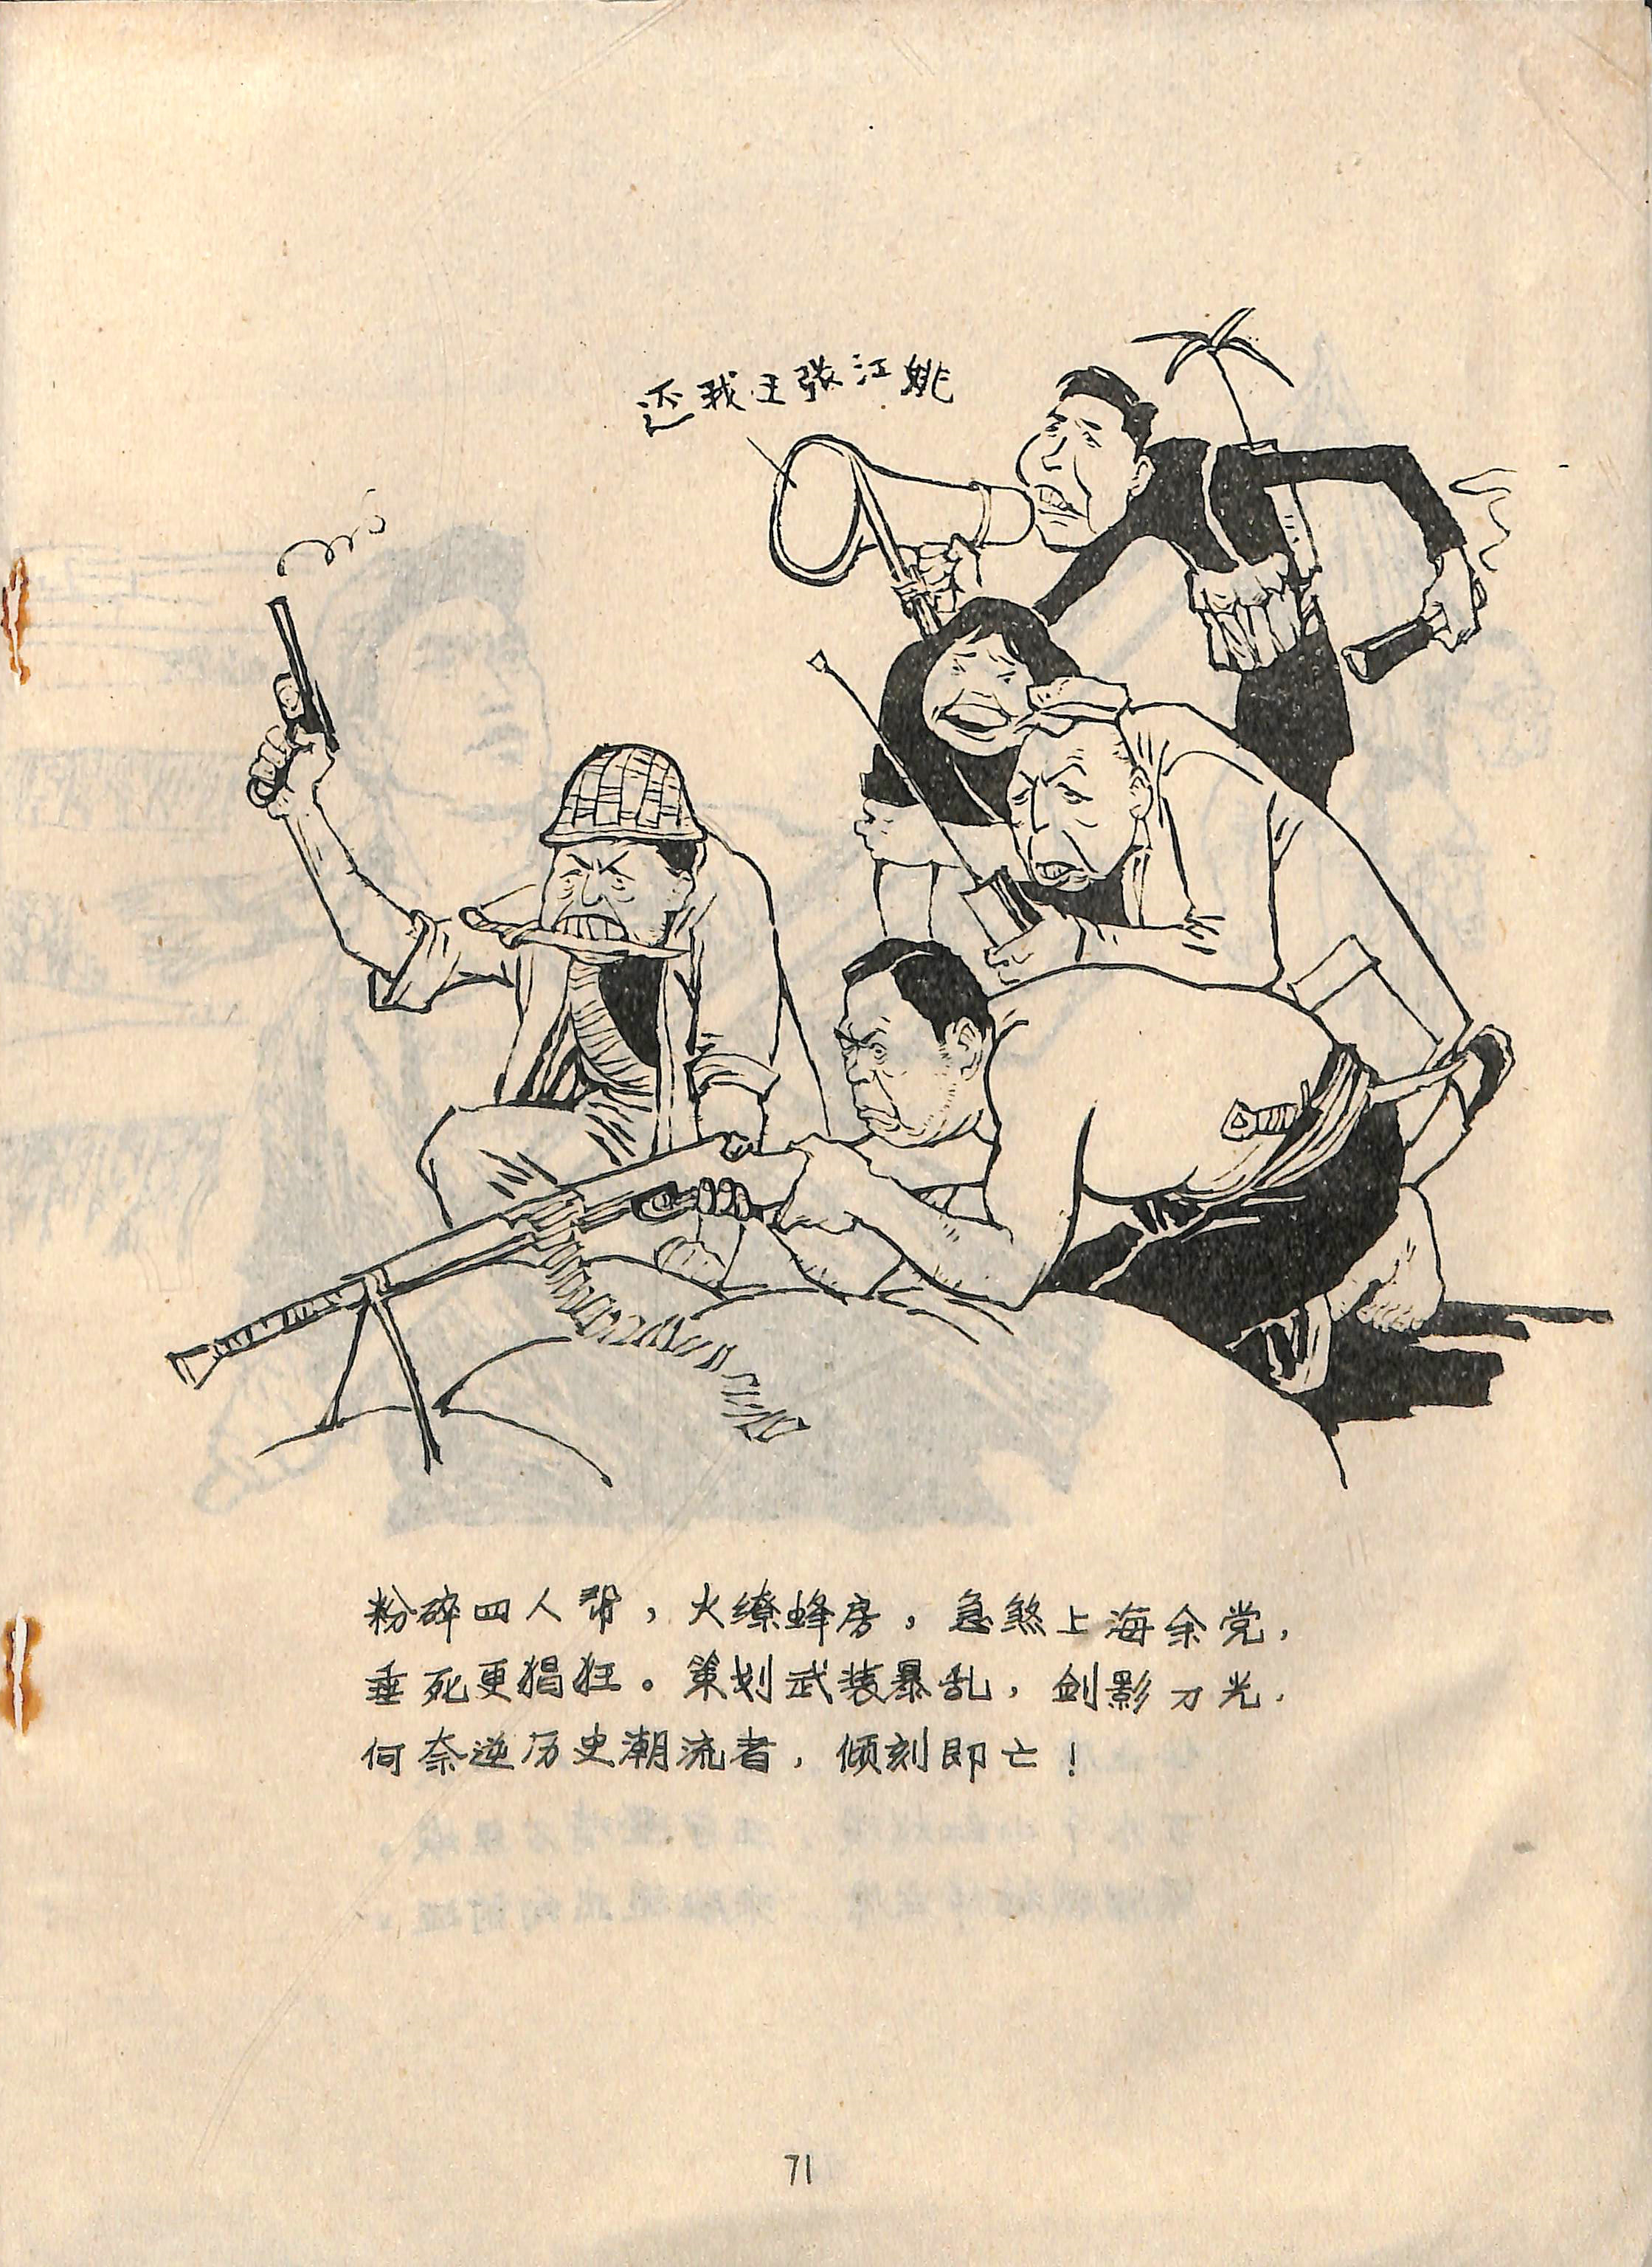 还我王张江姚
粉碎四人帮，火燎蜂房，急煞上海余党，
垂死更猖狂。策划武装暴乱，剑影刀光．
何奈逆历史潮流者，倾刻即亡！
71